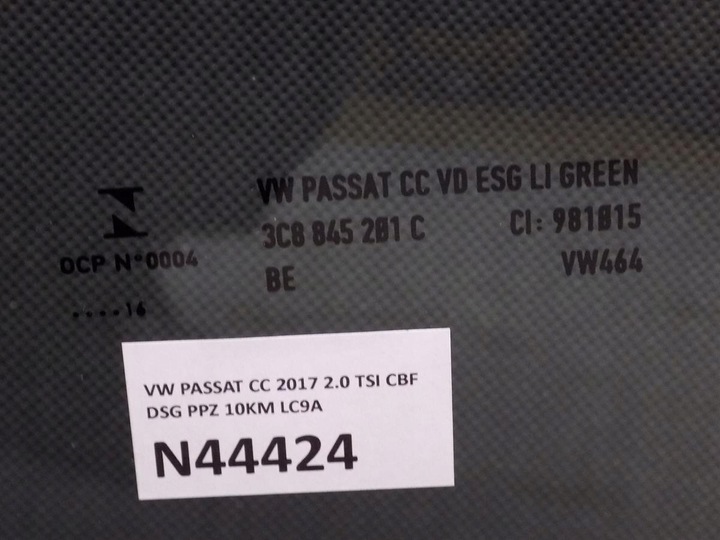 VW PASSAT CC VD ESG LI GREEN
3C8 845 201 C CI: 981015
OCP N°0004
BE VW464
....16
VW PASSAT CC 2017 2.0 TSI CBF
DSG PPZ 10KM LC9A
N44424